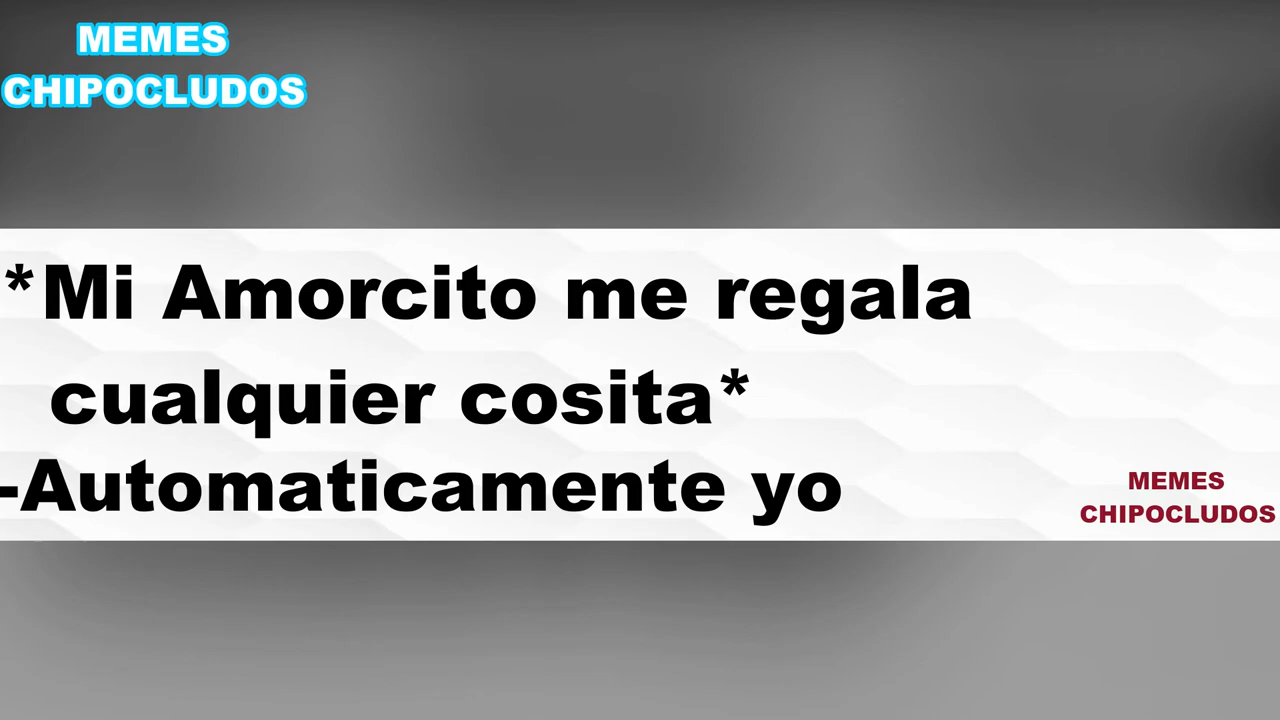 MEMES
CHIPOCLUDOS
*Mi Amorcito me regala
cualquier cosita*
-Automaticamente yo
MEMES
CHIPOCLUDOS